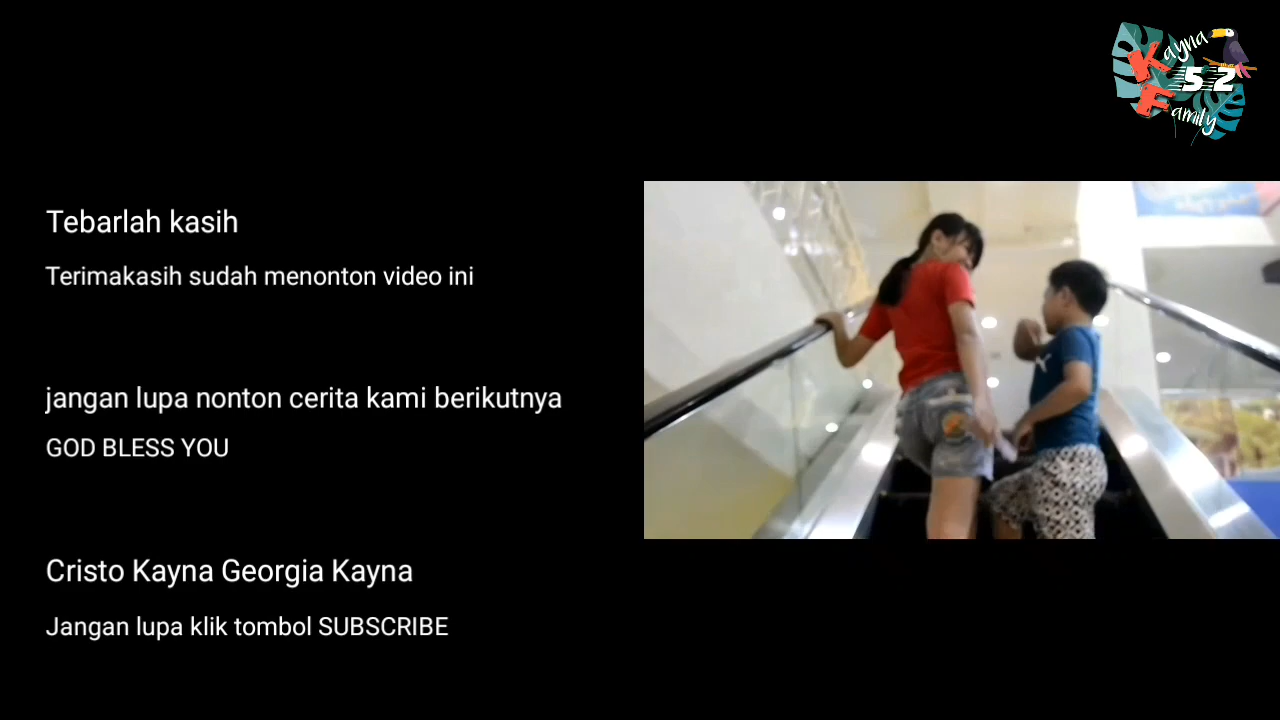 Kayna
52
Family
Tebarlah kasih
Terimakasih sudah menonton video ini
jangan lupa nonton cerita kami berikutnya
GOD BLESS YOU
Cristo Kayna Georgia Kayna
Jangan lupa klik tombol SUBSCRIBE